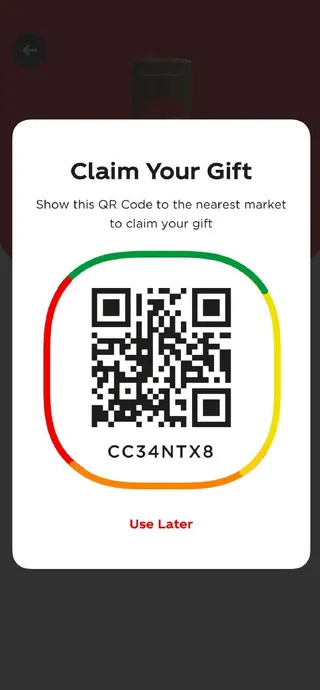 Claim Your Gift
Show this QR Code to the nearest market
to claim your gift
CC34NTX8
Use Later